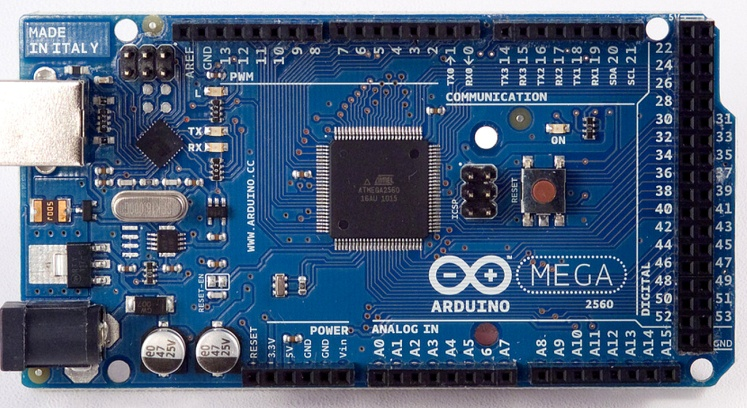 MADE
IN ITALY
AREF
GND
13
12
11
10
9
8
7
6
5
4
3
2
TX0→1
RX0←0
TX3 14
RX3 15
TX2 16
RX2 17
TX1 18
RX1 19
SDA 20
SCL 21
5V
PWM
COMMUNICATION
L
TX
RX
ON
22
24
26
28
30 31
32 33
34 35
36 37
38 39
40 41
42 43
44 45
46 47
48 49
50 51
52 53
GND
DIGITAL
WWW.ARDUINO.CC
ATMEGA2560
16AU 1015
ICSP
RESET
RESET-EN
MEGA
2560
ARDUINO
POWER
RESET
3.3V
5V
GND
GND
Vin
ANALOG IN
A0
A1
A2
A3
A4
A5
6
A7
A8
A9
A10
A11
A12
A13
A14
A15
47
25V
47
25V